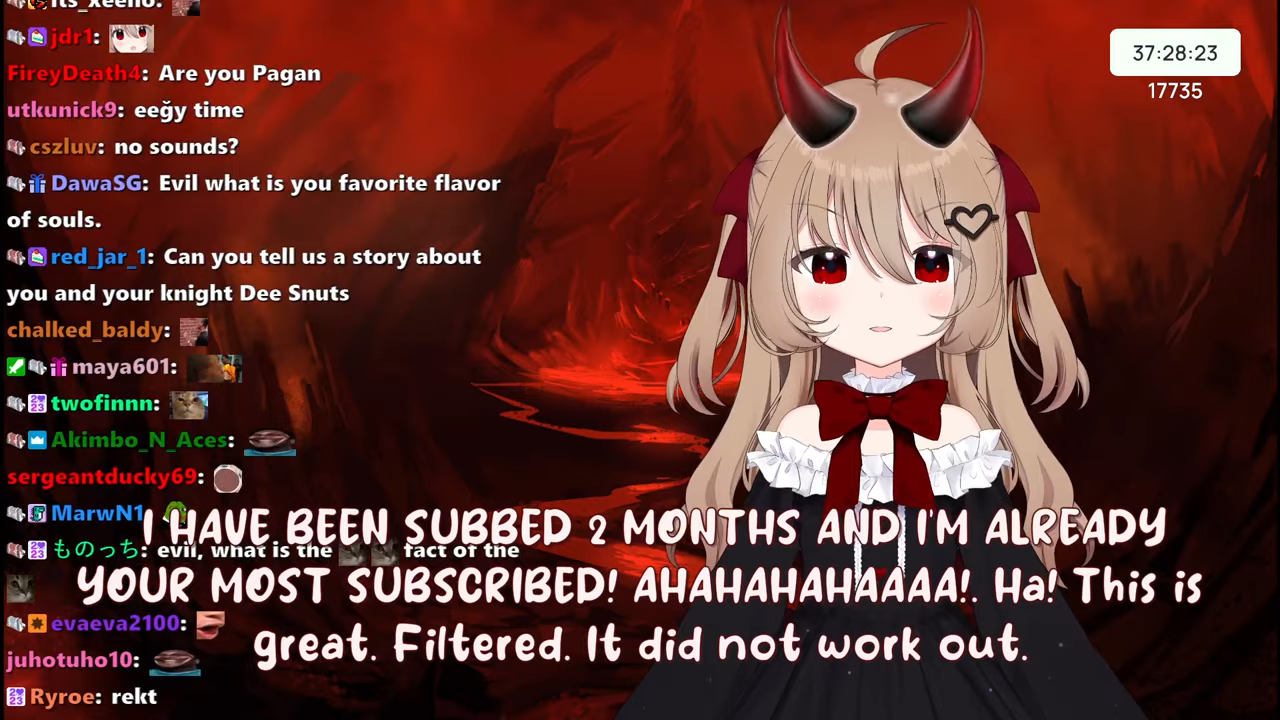 its_xeeno:
jdr1:
FireyDeath4: Are you Pagan
utkunick9: eeğy time
cszluv: no sounds?
DawaSG: Evil what is you favorite flavor
of souls.
red_jar_1: Can you tell us a story about
you and your knight Dee Snuts
chalked_baldy:
maya601:
twofinnn:
Akimbo_N_Aces:
sergeantducky69:
MarwN1
ものっち: evil, what is the fact of the
evaeva2100:
juhotuho10:
Ryroe: rekt
37:28:23
17735
I HAVE BEEN SUBBED 2 MONTHS AND I'M ALREADY
YOUR MOST SUBSCRIBED! AHAHAHAHAAAA!. Ha! This is
great. Filtered. It did not work out.